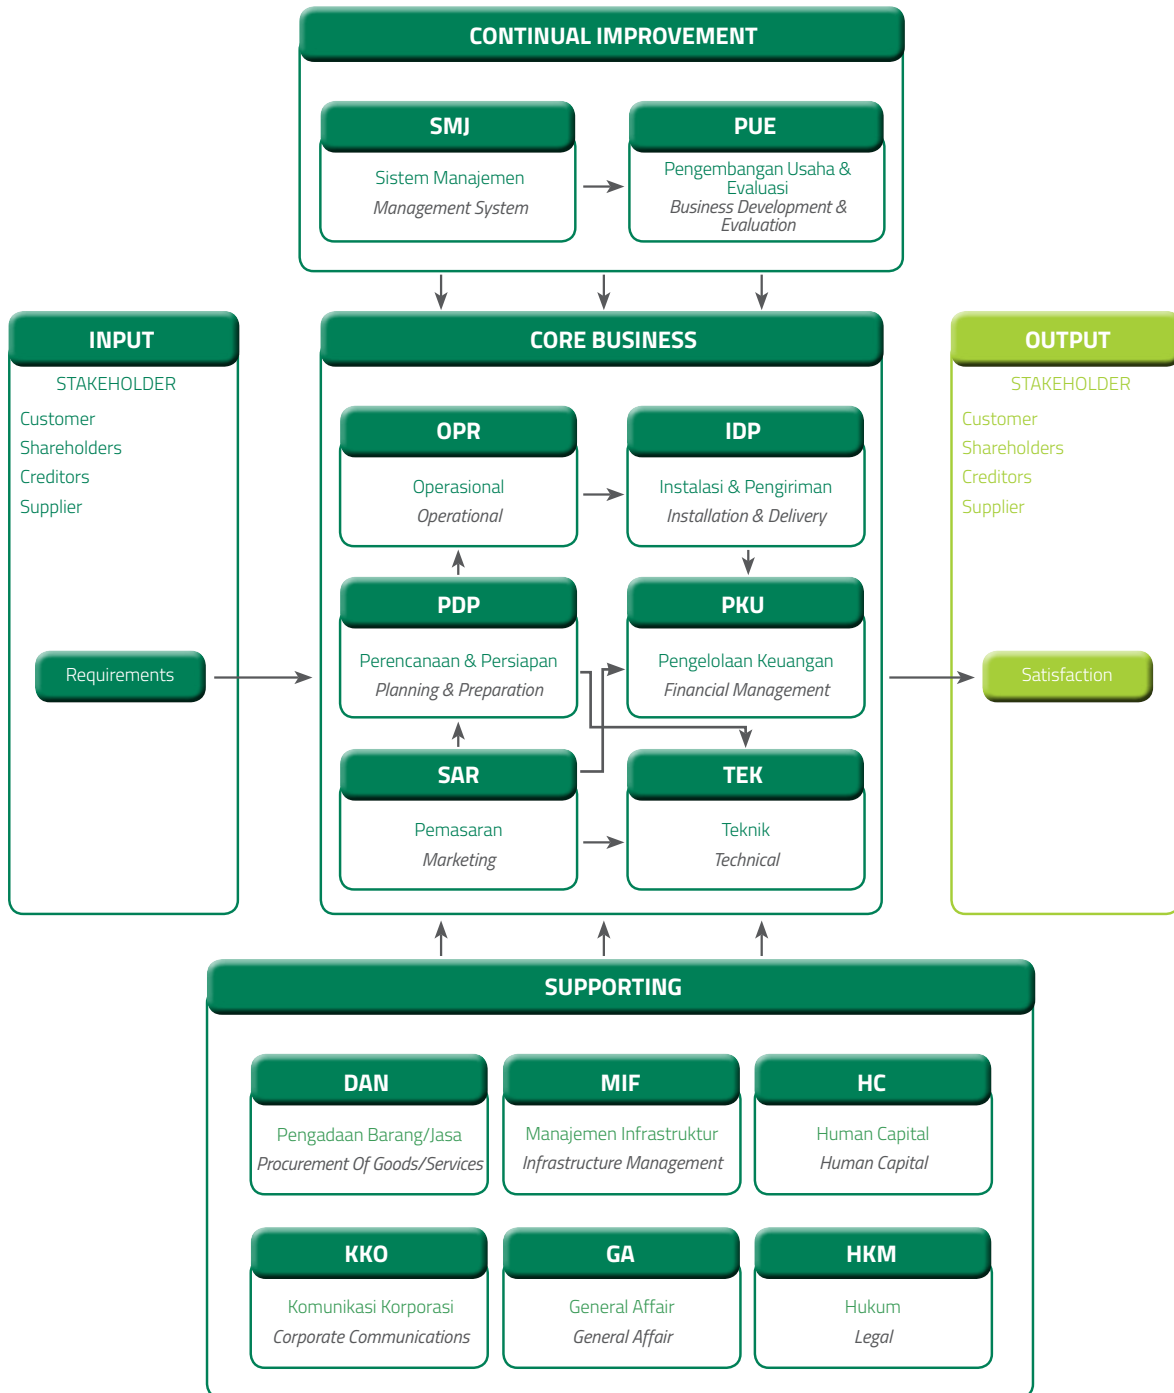 CONTINUAL IMPROVEMENT
SMJ
Sistem Manajemen
Management System
PUE
Pengembangan Usaha &
Evaluasi
Business Development &
Evaluation
INPUT
STAKEHOLDER
Customer
Shareholders
Creditors
Supplier
Requirements
CORE BUSINESS
OPR
Operasional
Operational
IDP
Instalasi & Pengiriman
Installation & Delivery
PDP
Perencanaan & Persiapan
Planning & Preparation
PKU
Pengelolaan Keuangan
Financial Management
SAR
Pemasaran
Marketing
TEK
Teknik
Technical
OUTPUT
STAKEHOLDER
Customer
Shareholders
Creditors
Supplier
Satisfaction
SUPPORTING
DAN
Pengadaan Barang/Jasa
Procurement Of Goods/Services
MIF
Manajemen Infrastruktur
Infrastructure Management
HC
Human Capital
Human Capital
KKO
Komunikasi Korporasi
Corporate Communications
GA
General Affair
General Affair
HKM
Hukum
Legal